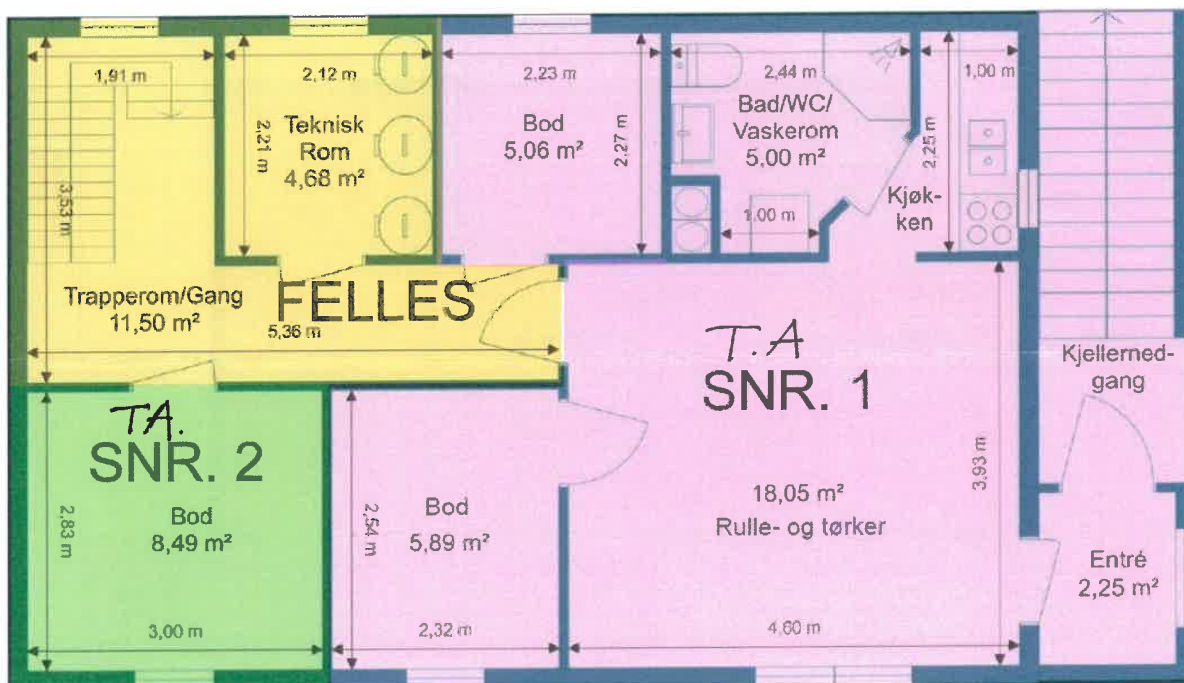 1,91 m
3,53 m
2,12 m
2,21 m
Teknisk
Rom
4,68 m²
2,23 m
2,27 m
Bod
5,06 m²
2,44 m
Bad/WC/
Vaskerom
5,00 m²
1,00 m
1,00 m
2,25 m
Kjøk-
ken
Trapperom/Gang
11,50 m²
5,36 m
FELLES
T.A
SNR. 1
18,05 m²
Rulle- og tørker
3,93 m
4,60 m
Kjellerned-
gang
Entré
2,25 m²
TA.
SNR. 2
Bod
8,49 m²
2,83 m
3,00 m
Bod
5,89 m²
2,54 m
2,32 m